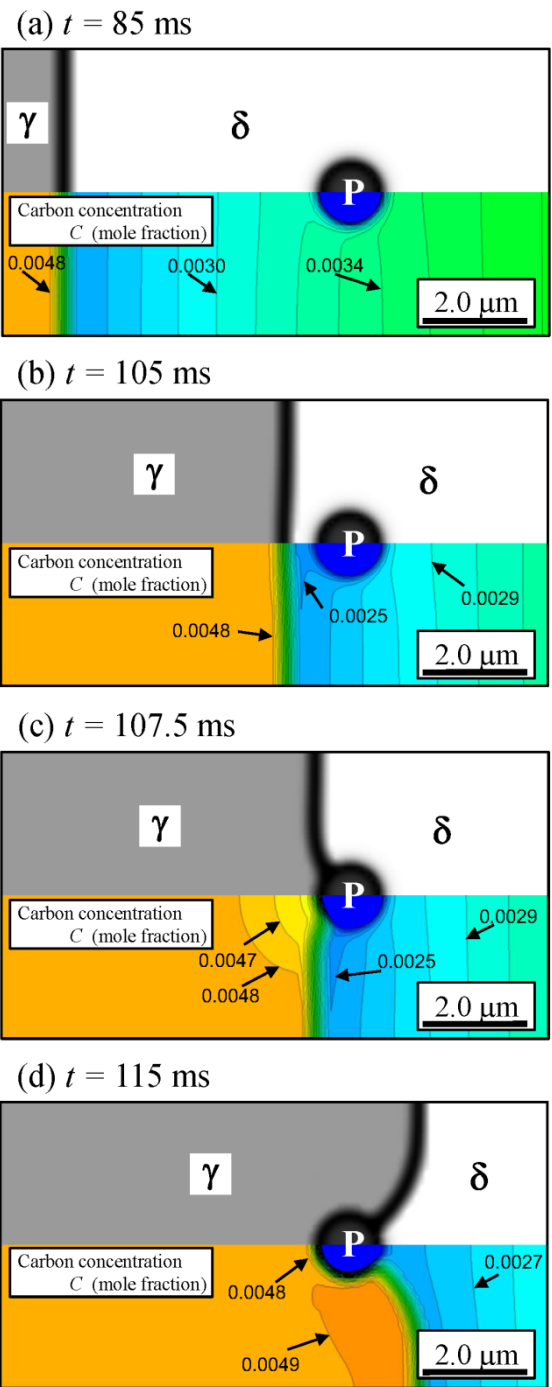 (a) t = 85 ms
γ
δ
P
Carbon concentration
C (mole fraction)
0.0048
0.0030
0.0034
2.0 μm
(b) t = 105 ms
γ
δ
P
Carbon concentration
C (mole fraction)
0.0025
0.0029
0.0048
2.0 μm
(c) t = 107.5 ms
γ
δ
P
Carbon concentration
C (mole fraction)
0.0029
0.0047
0.0025
0.0048
2.0 μm
(d) t = 115 ms
γ
δ
P
Carbon concentration
C (mole fraction)
0.0027
0.0048
0.0049
2.0 μm